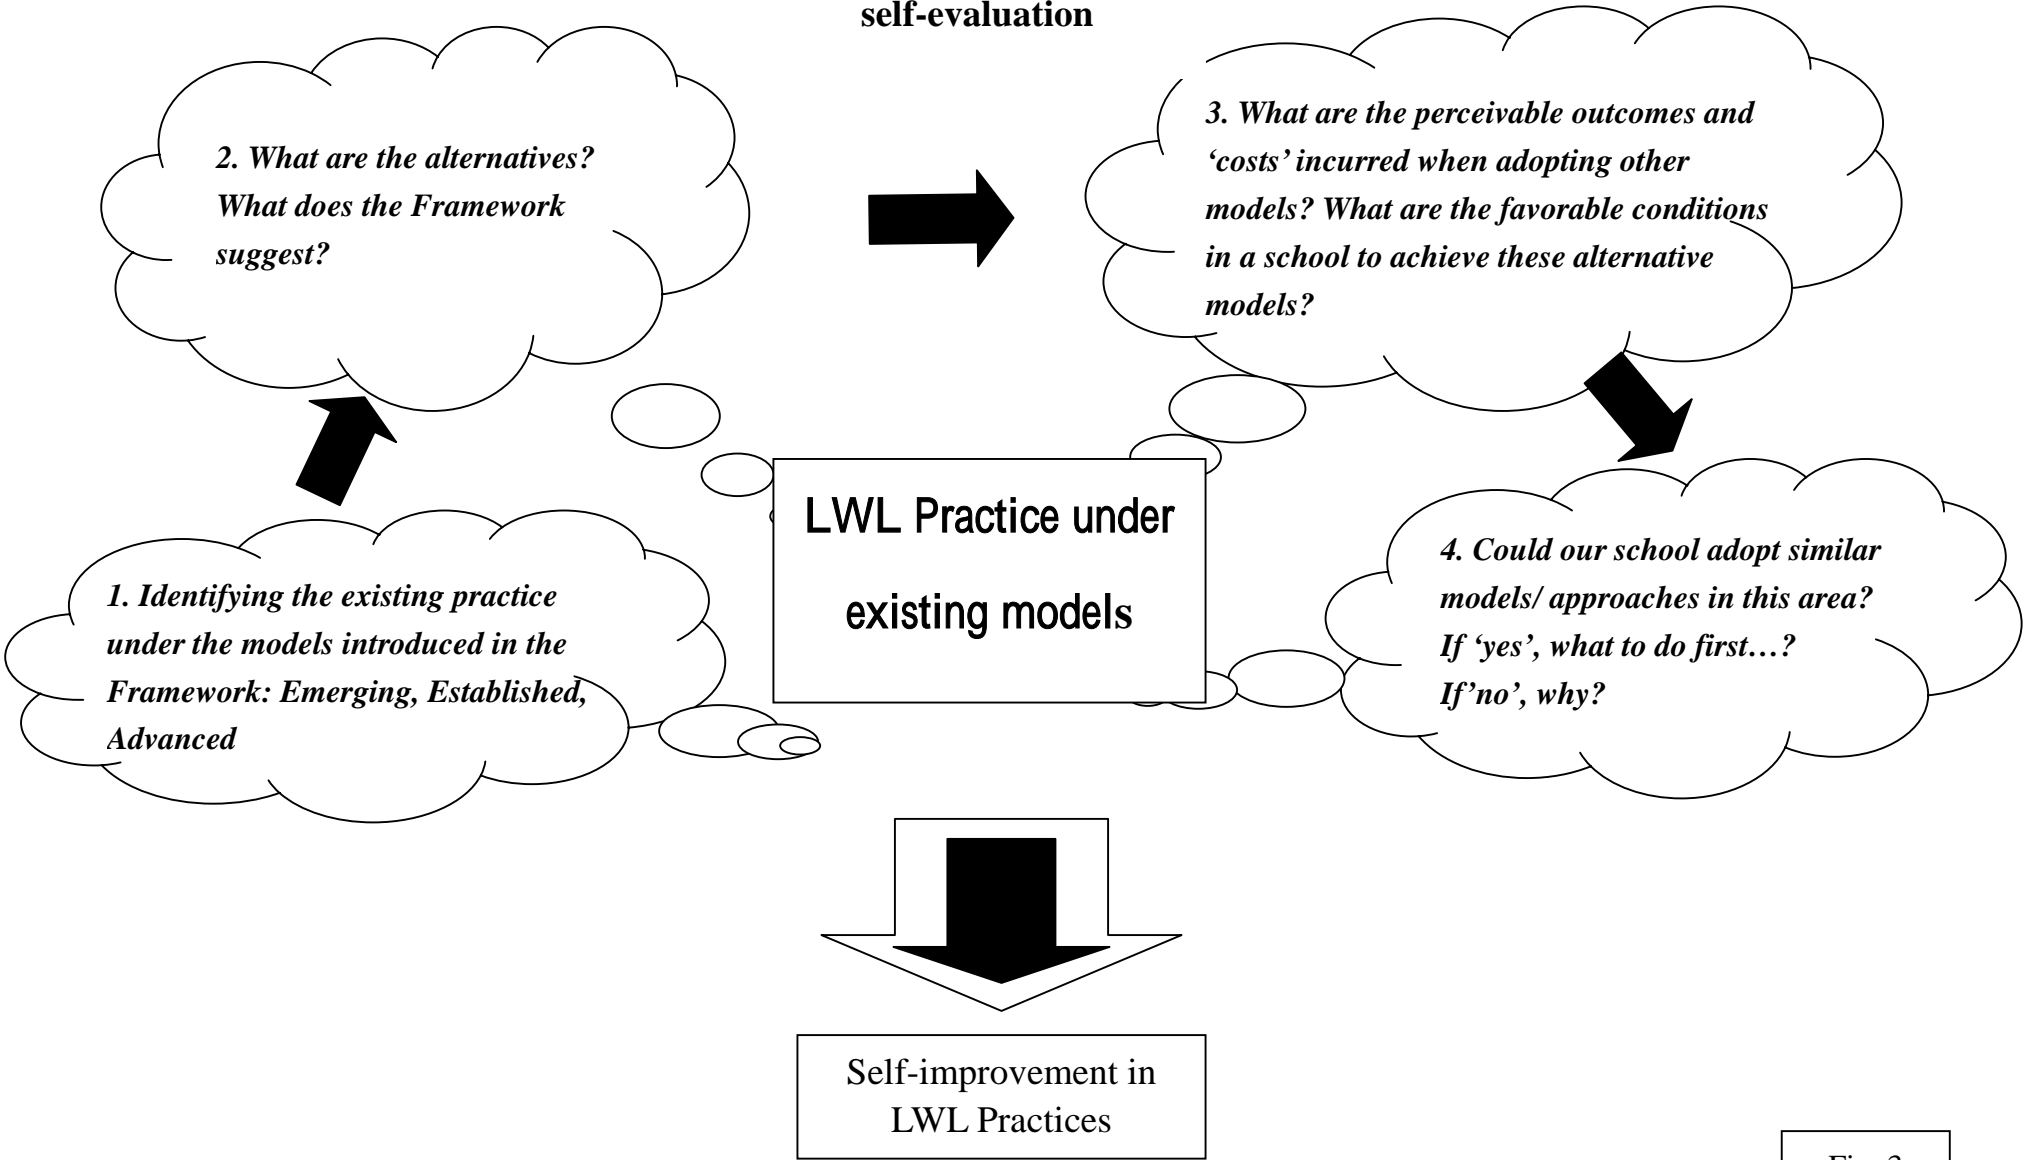 self-evaluation
2. What are the alternatives?
What does the Framework
suggest?
3. What are the perceivable outcomes and
‘costs’ incurred when adopting other
models? What are the favorable conditions
in a school to achieve these alternative
models?
LWL Practice under
existing models
1. Identifying the existing practice
under the models introduced in the
Framework: Emerging, Established,
Advanced
4. Could our school adopt similar
models/ approaches in this area?
If ‘yes’, what to do first…?
If’no’, why?
Self-improvement in
LWL Practices
Fig. 3